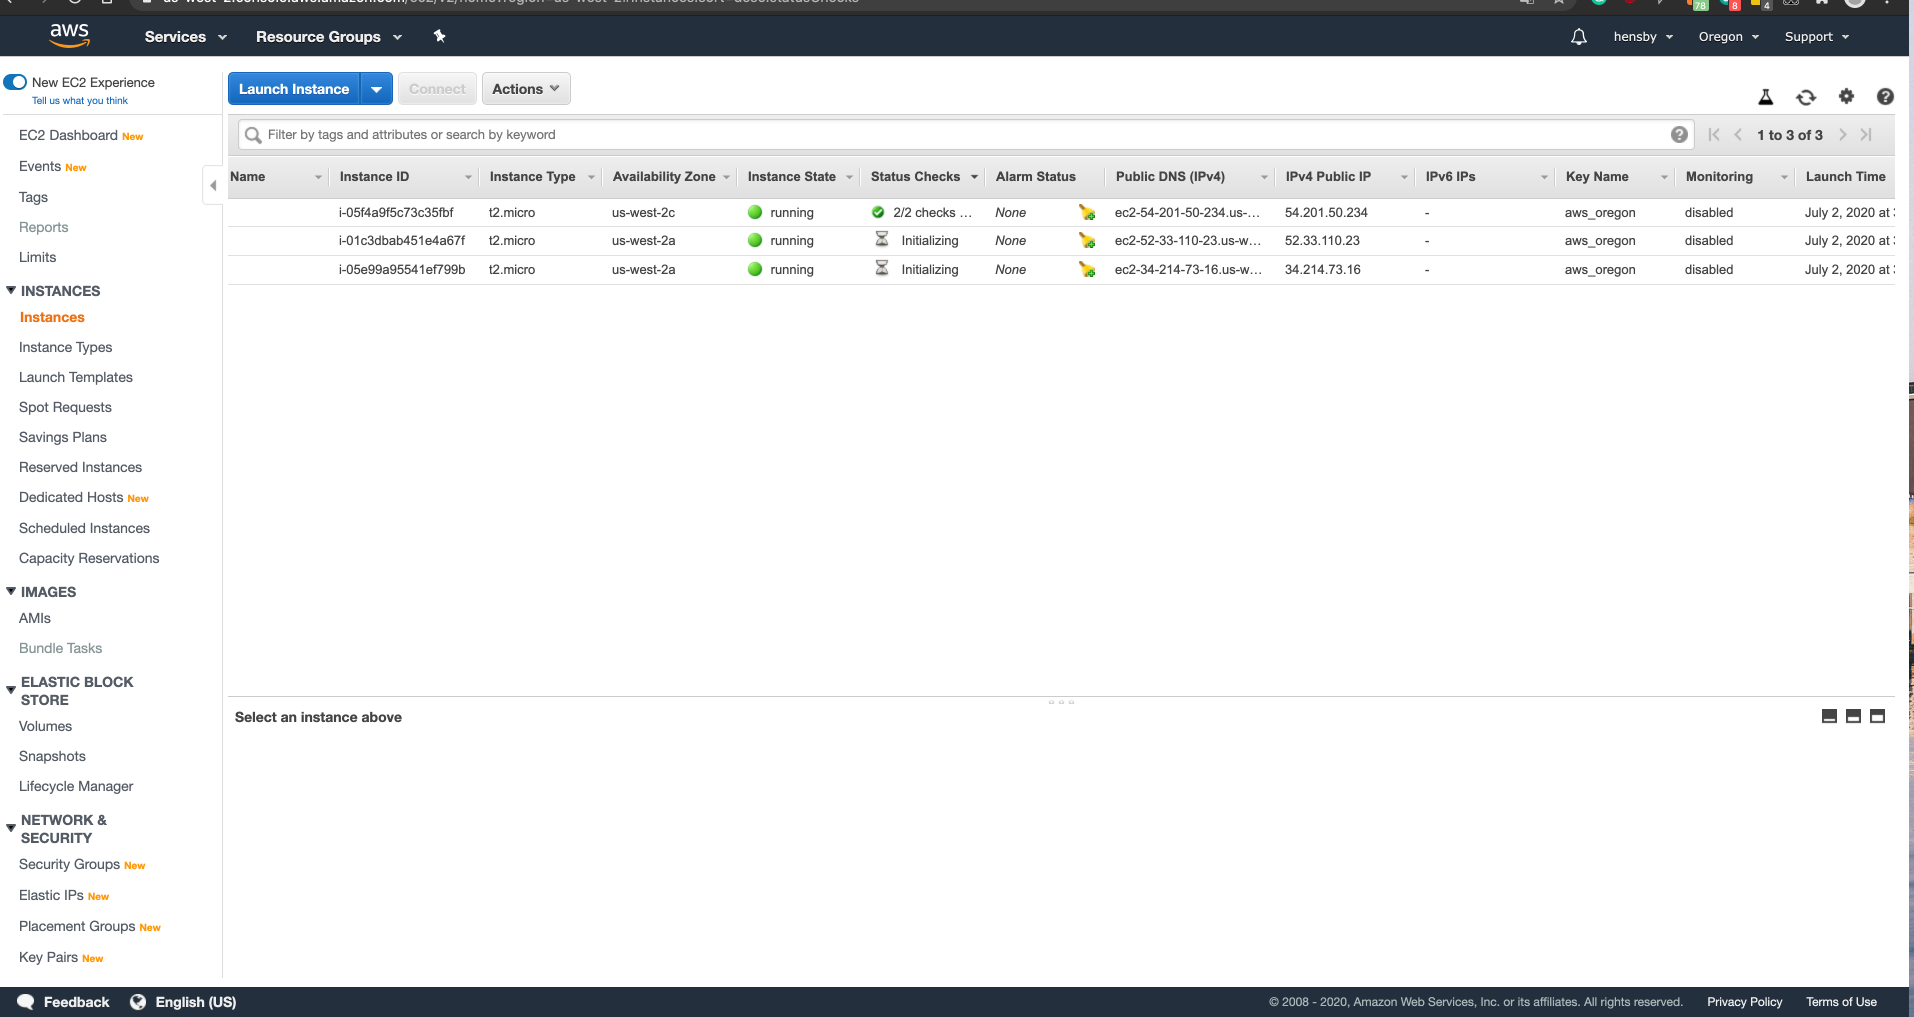 78 8 4
aws Services Resource Groups hensby Oregon Support
New EC2 Experience
Tell us what you think
EC2 Dashboard New
Events New
Tags
Reports
Limits
INSTANCES
Instances
Instance Types
Launch Templates
Spot Requests
Savings Plans
Reserved Instances
Dedicated Hosts New
Scheduled Instances
Capacity Reservations
IMAGES
AMIs
Bundle Tasks
ELASTIC BLOCK
STORE
Volumes
Snapshots
Lifecycle Manager
NETWORK &
SECURITY
Security Groups New
Elastic IPs New
Placement Groups New
Key Pairs New
Launch Instance Connect Actions
Filter by tags and attributes or search by keyword 1 to 3 of 3
Name Instance ID Instance Type Availability Zone Instance State Status Checks Alarm Status Public DNS (IPv4) IPv4 Public IP IPv6 IPs Key Name Monitoring Launch Time
i-05f4a9f5c73c35fbf t2.micro us-west-2c running 2/2 checks ... None ec2-54-201-50-234.us-... 54.201.50.234 - aws_oregon disabled July 2, 2020 at
i-01c3dbab451e4a67f t2.micro us-west-2a running Initializing None ec2-52-33-110-23.us-w... 52.33.110.23 - aws_oregon disabled July 2, 2020 at
i-05e99a95541ef799b t2.micro us-west-2a running Initializing None ec2-34-214-73-16.us-w... 34.214.73.16 - aws_oregon disabled July 2, 2020 at
Select an instance above
Feedback English (US) © 2008 - 2020, Amazon Web Services, Inc. or its affiliates. All rights reserved. Privacy Policy Terms of Use